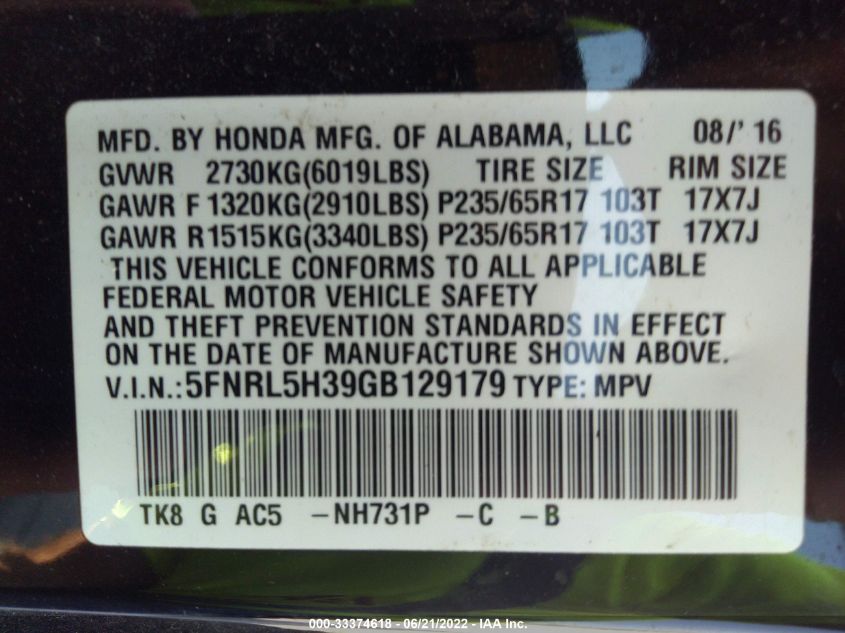 MFD. BY HONDA MFG. OF ALABAMA, LLC 08/' 16
GVWR 2730KG(6019LBS) TIRE SIZE RIM SIZE
GAWR F 1320KG(2910LBS) P235/65R17 103T 17X7J
GAWR R1515KG(3340LBS) P235/65R17 103T 17X7J
THIS VEHICLE CONFORMS TO ALL APPLICABLE
FEDERAL MOTOR VEHICLE SAFETY
AND THEFT PREVENTION STANDARDS IN EFFECT
ON THE DATE OF MANUFACTURE SHOWN ABOVE.
V.I.N.:5FNRL5H39GB129179 TYPE: MPV
TK8 G AC5 -NH731P -C -B
000-33374618 - 06/21/2022 - IAA Inc.